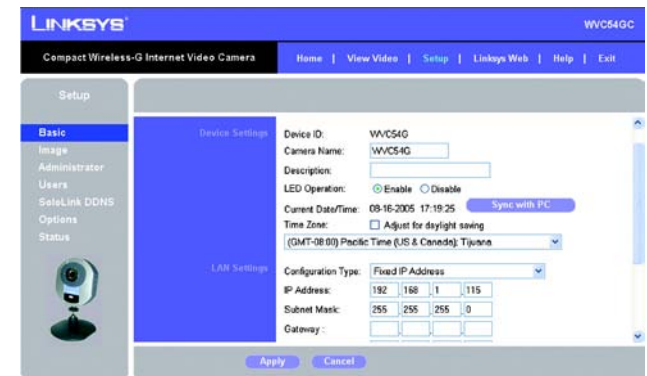 LINKSYS
WVC54GC
Compact Wireless-G Internet Video Camera
Home | View Video | Setup | Linksys Web | Help | Exit
Setup
Basic
Image
Administrator
Users
SoloLink DDNS
Options
Status
Device Settings
Device ID: WVC54G
Camera Name: WVC54G
Description:
LED Operation: Enable Disable
Current Date/Time: 08-16-2005 17:19:25 Sync with PC
Time Zone: Adjust for daylight saving
(GMT-08:00) Pacific Time (US & Canada); Tijuana
LAN Settings
Configuration Type: Fixed IP Address
IP Address: 192 .168 .1 .115
Subnet Mask: 255 .255 .255 .0
Gateway :
Apply Cancel